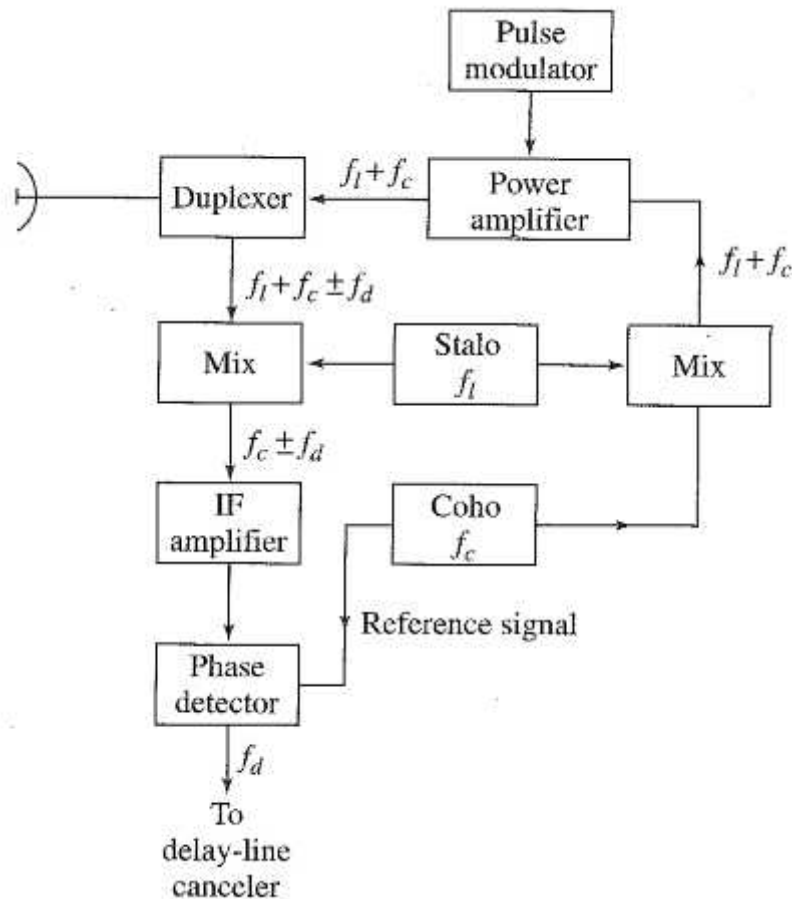 Pulse
modulator
Duplexer
f_l + f_c
Power
amplifier
f_l + f_c ± f_d
f_l + f_c
Mix
Stalo
f_l
Mix
f_c ± f_d
IF
amplifier
Coho
f_c
Reference signal
Phase
detector
f_d
To
delay-line
canceler